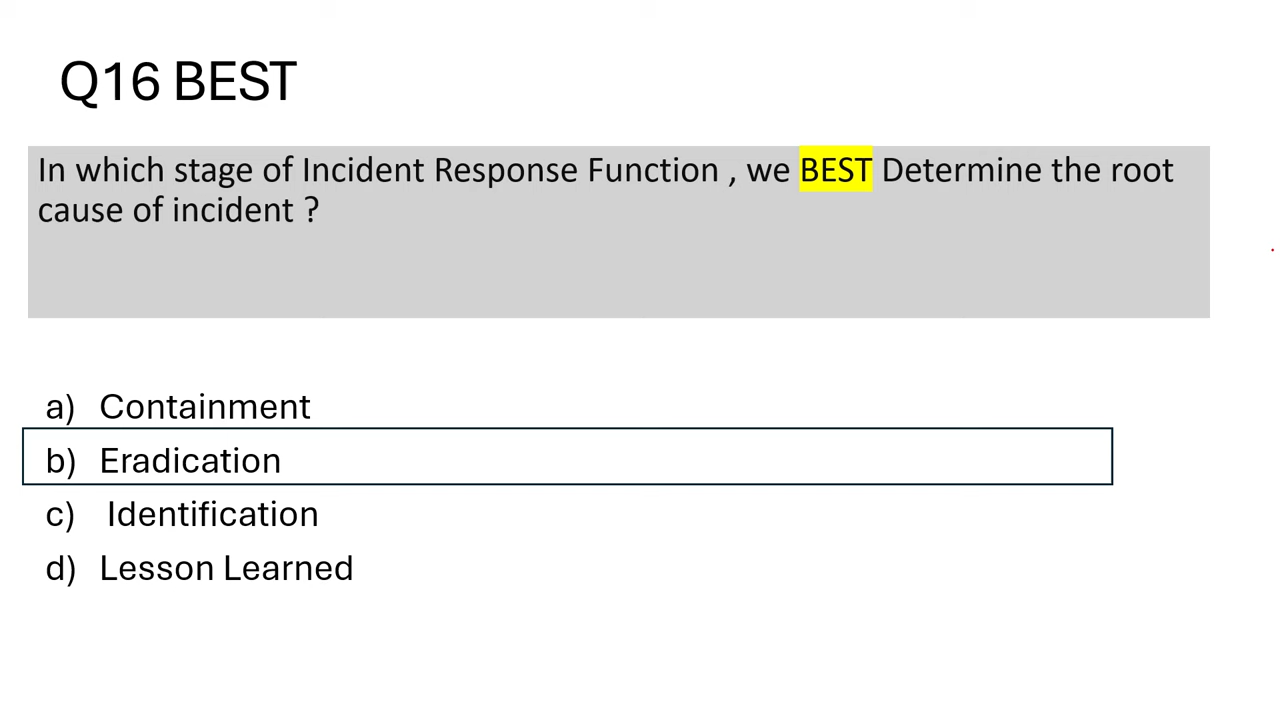 Q16 BEST
In which stage of Incident Response Function , we BEST Determine the root
cause of incident ?
a) Containment
b) Eradication
c) Identification
d) Lesson Learned